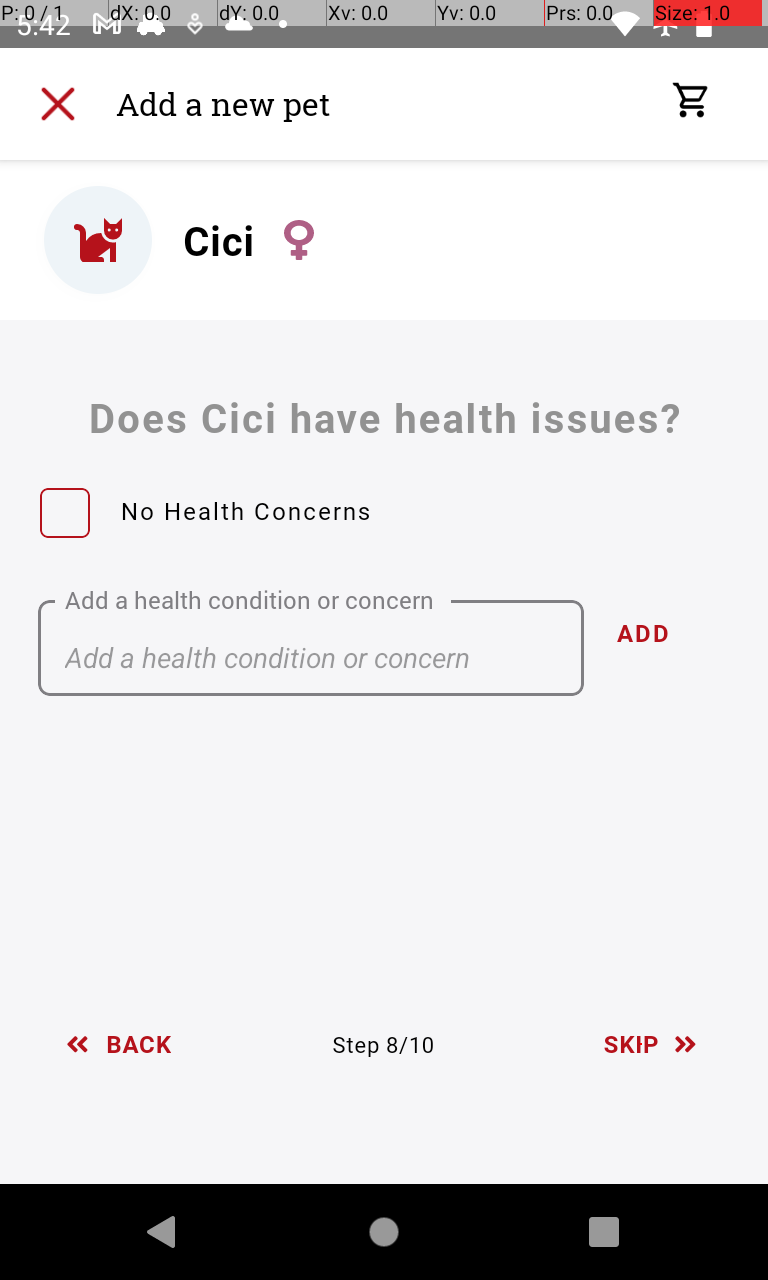 P: 0 / 1 dX: 0.0 dY: 0.0 Xv: 0.0 Yv: 0.0 Prs: 0.0 Size: 1.0
5:42
Add a new pet
Cici
Does Cici have health issues?
No Health Concerns
Add a health condition or concern
Add a health condition or concern
ADD
BACK
Step 8/10
SKIP